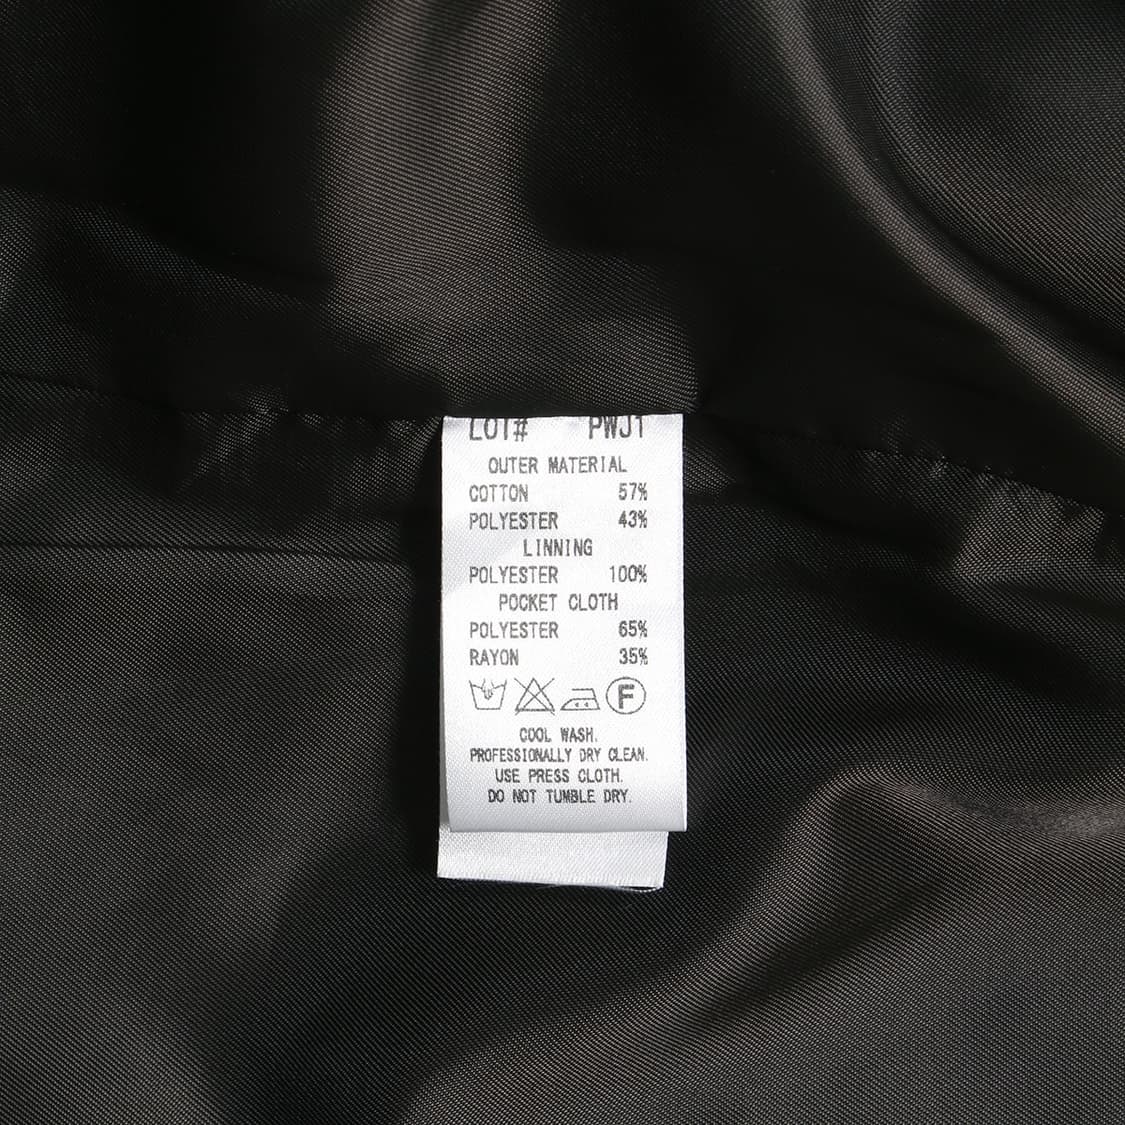 LOT# PWJ1
OUTER MATERIAL
COTTON 57%
POLYESTER 43%
LINNING
POLYESTER 100%
POCKET CLOTH
POLYESTER 65%
RAYON 35%
F
COOL WASH.
PROFESSIONALLY DRY CLEAN.
USE PRESS CLOTH.
DO NOT TUMBLE DRY.